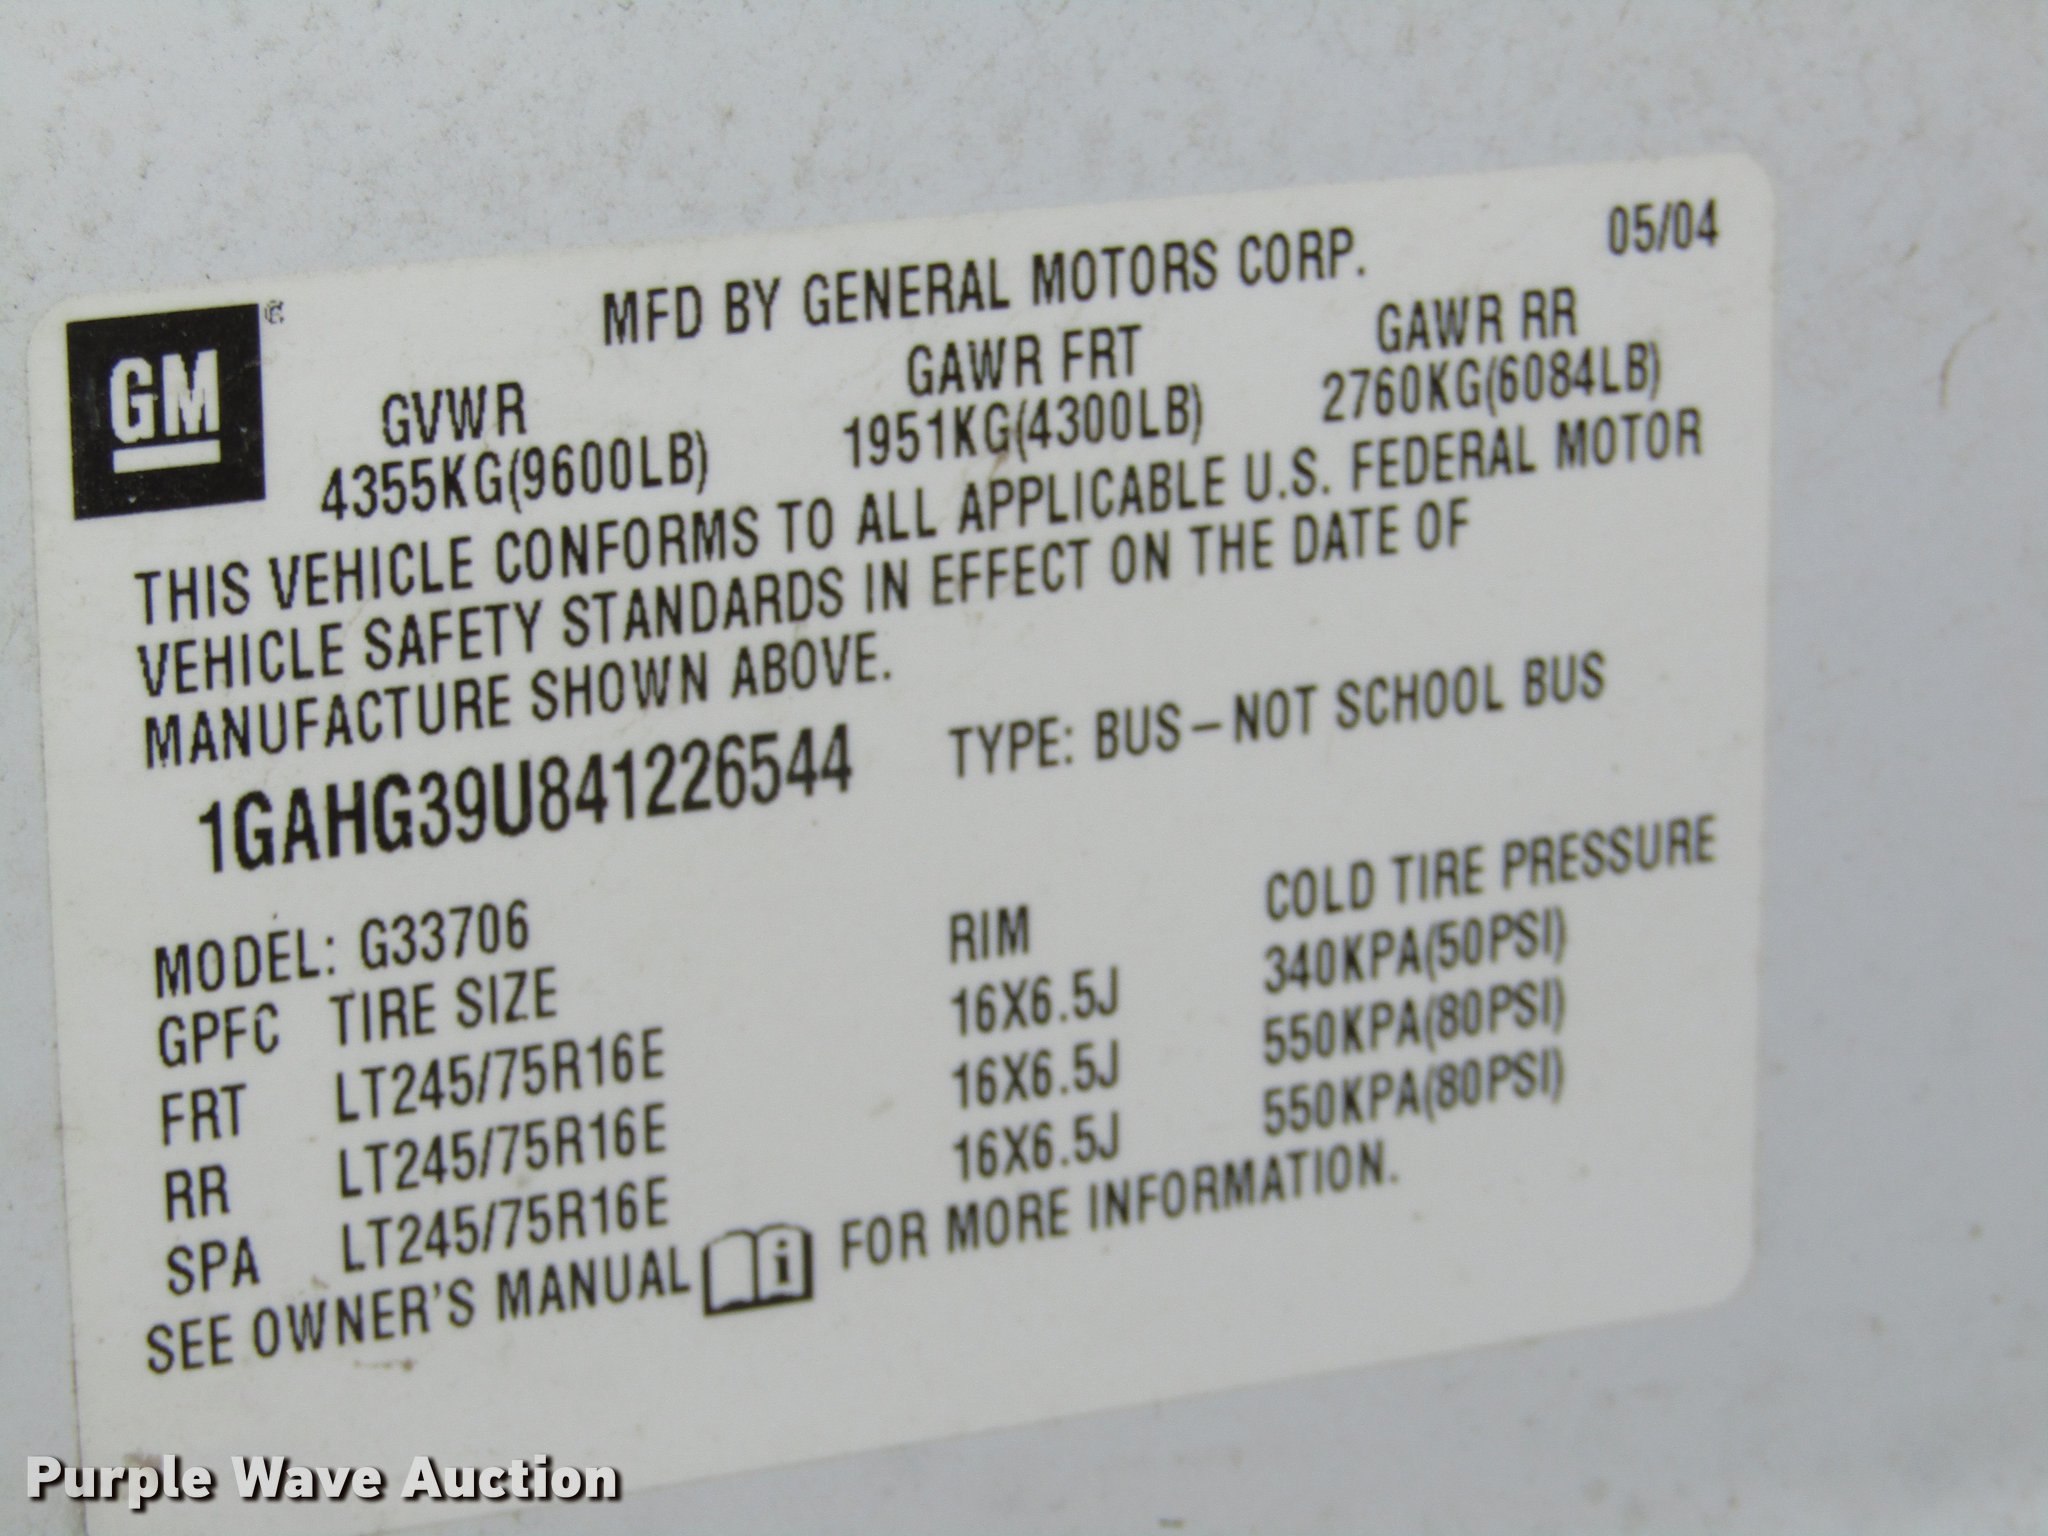 MFD BY GENERAL MOTORS CORP. 05/04
GM
GVWR GAWR FRT GAWR RR
4355KG(9600LB) 1951KG(4300LB) 2760KG(6084LB)
THIS VEHICLE CONFORMS TO ALL APPLICABLE U.S. FEDERAL MOTOR
VEHICLE SAFETY STANDARDS IN EFFECT ON THE DATE OF
MANUFACTURE SHOWN ABOVE.
1GAHG39U841226544 TYPE: BUS–NOT SCHOOL BUS
MODEL: G33706
GPFC TIRE SIZE RIM COLD TIRE PRESSURE
FRT LT245/75R16E 16X6.5J 340KPA(50PSI)
RR LT245/75R16E 16X6.5J 550KPA(80PSI)
SPA LT245/75R16E 16X6.5J 550KPA(80PSI)
SEE OWNER'S MANUAL i FOR MORE INFORMATION.
Purple Wave Auction